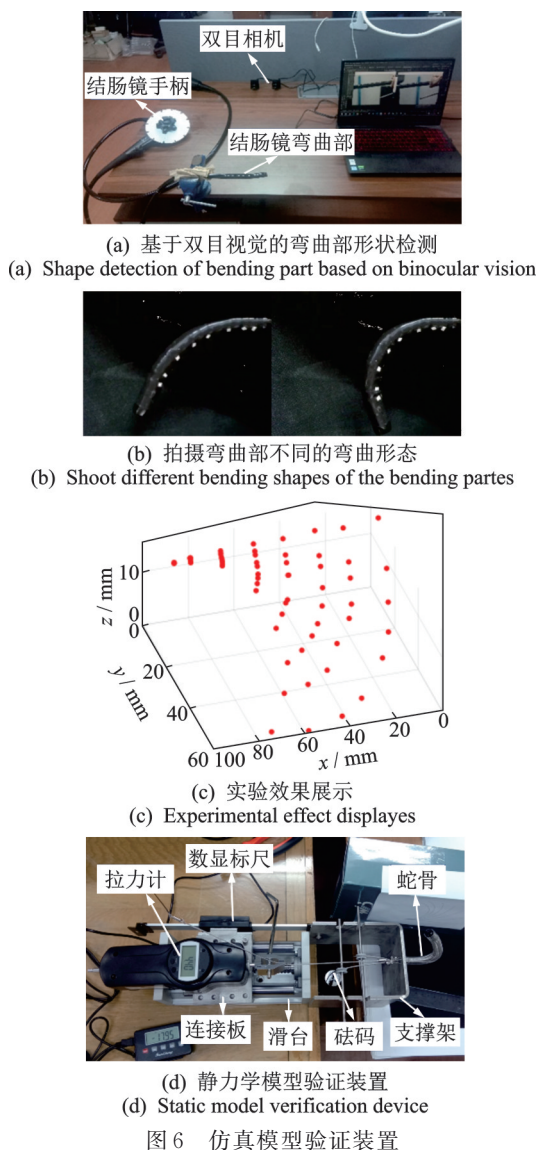 双目相机
结肠镜手柄
结肠镜弯曲部
(a) 基于双目视觉的弯曲部形状检测
(a) Shape detection of bending part based on binocular vision
(b) 拍摄弯曲部不同的弯曲形态
(b) Shoot different bending shapes of the bending partes
10
0
z / mm
0
20
40
60
y / mm
100
80
60
40
20
0
x / mm
(c) 实验效果展示
(c) Experimental effect displayes
数显标尺
拉力计
蛇骨
连接板
滑台
砝码
支撑架
(d) 静力学模型验证装置
(d) Static model verification device
图6 仿真模型验证装置